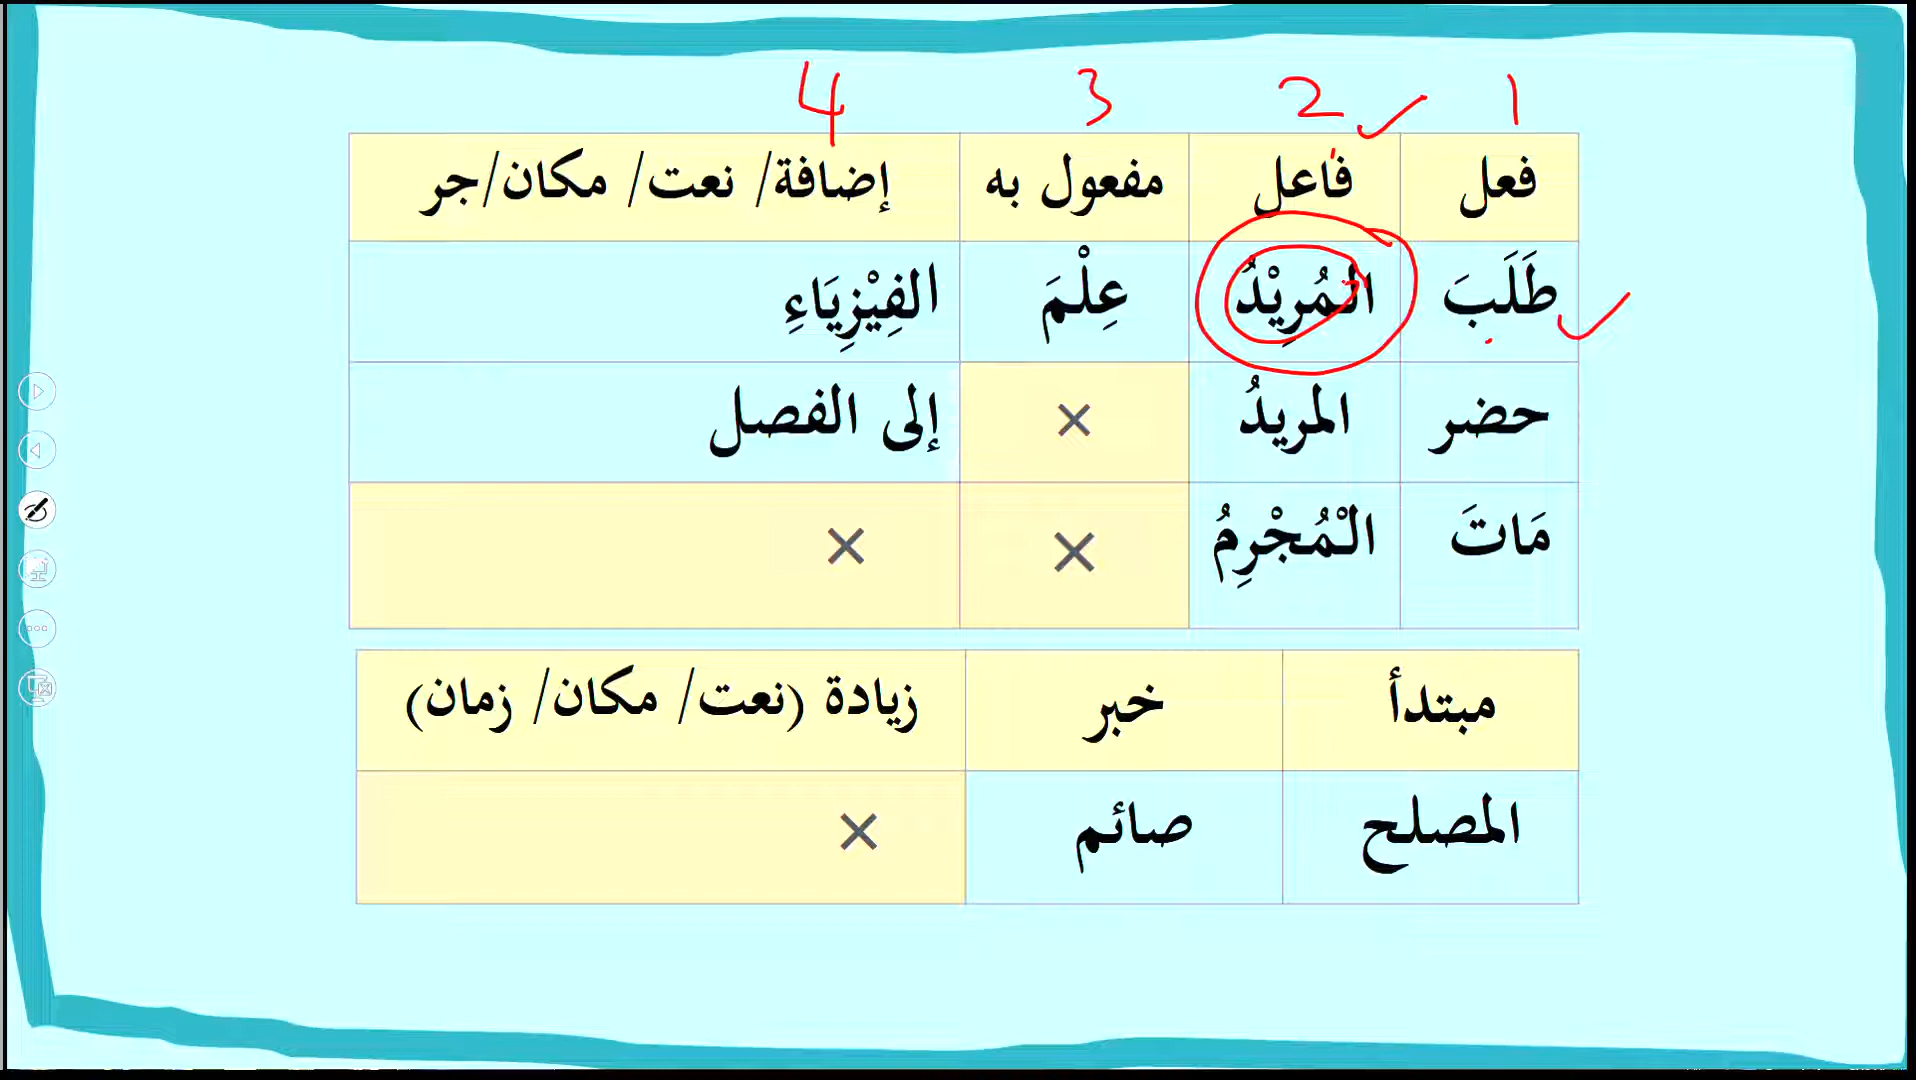 1 2 3 4
فعل فاعل مفعول به إضافة/ نعت/ مكان/جر
طَلَبَ المُرِيْدُ عِلْمَ الفِيْزِيَاءِ
حضر المريدُ × إلى الفصل
مَاتَ الْمُجْرِمُ × ×
مبتدأ خبر زيادة (نعت/ مكان/ زمان)
المصلح صائم ×